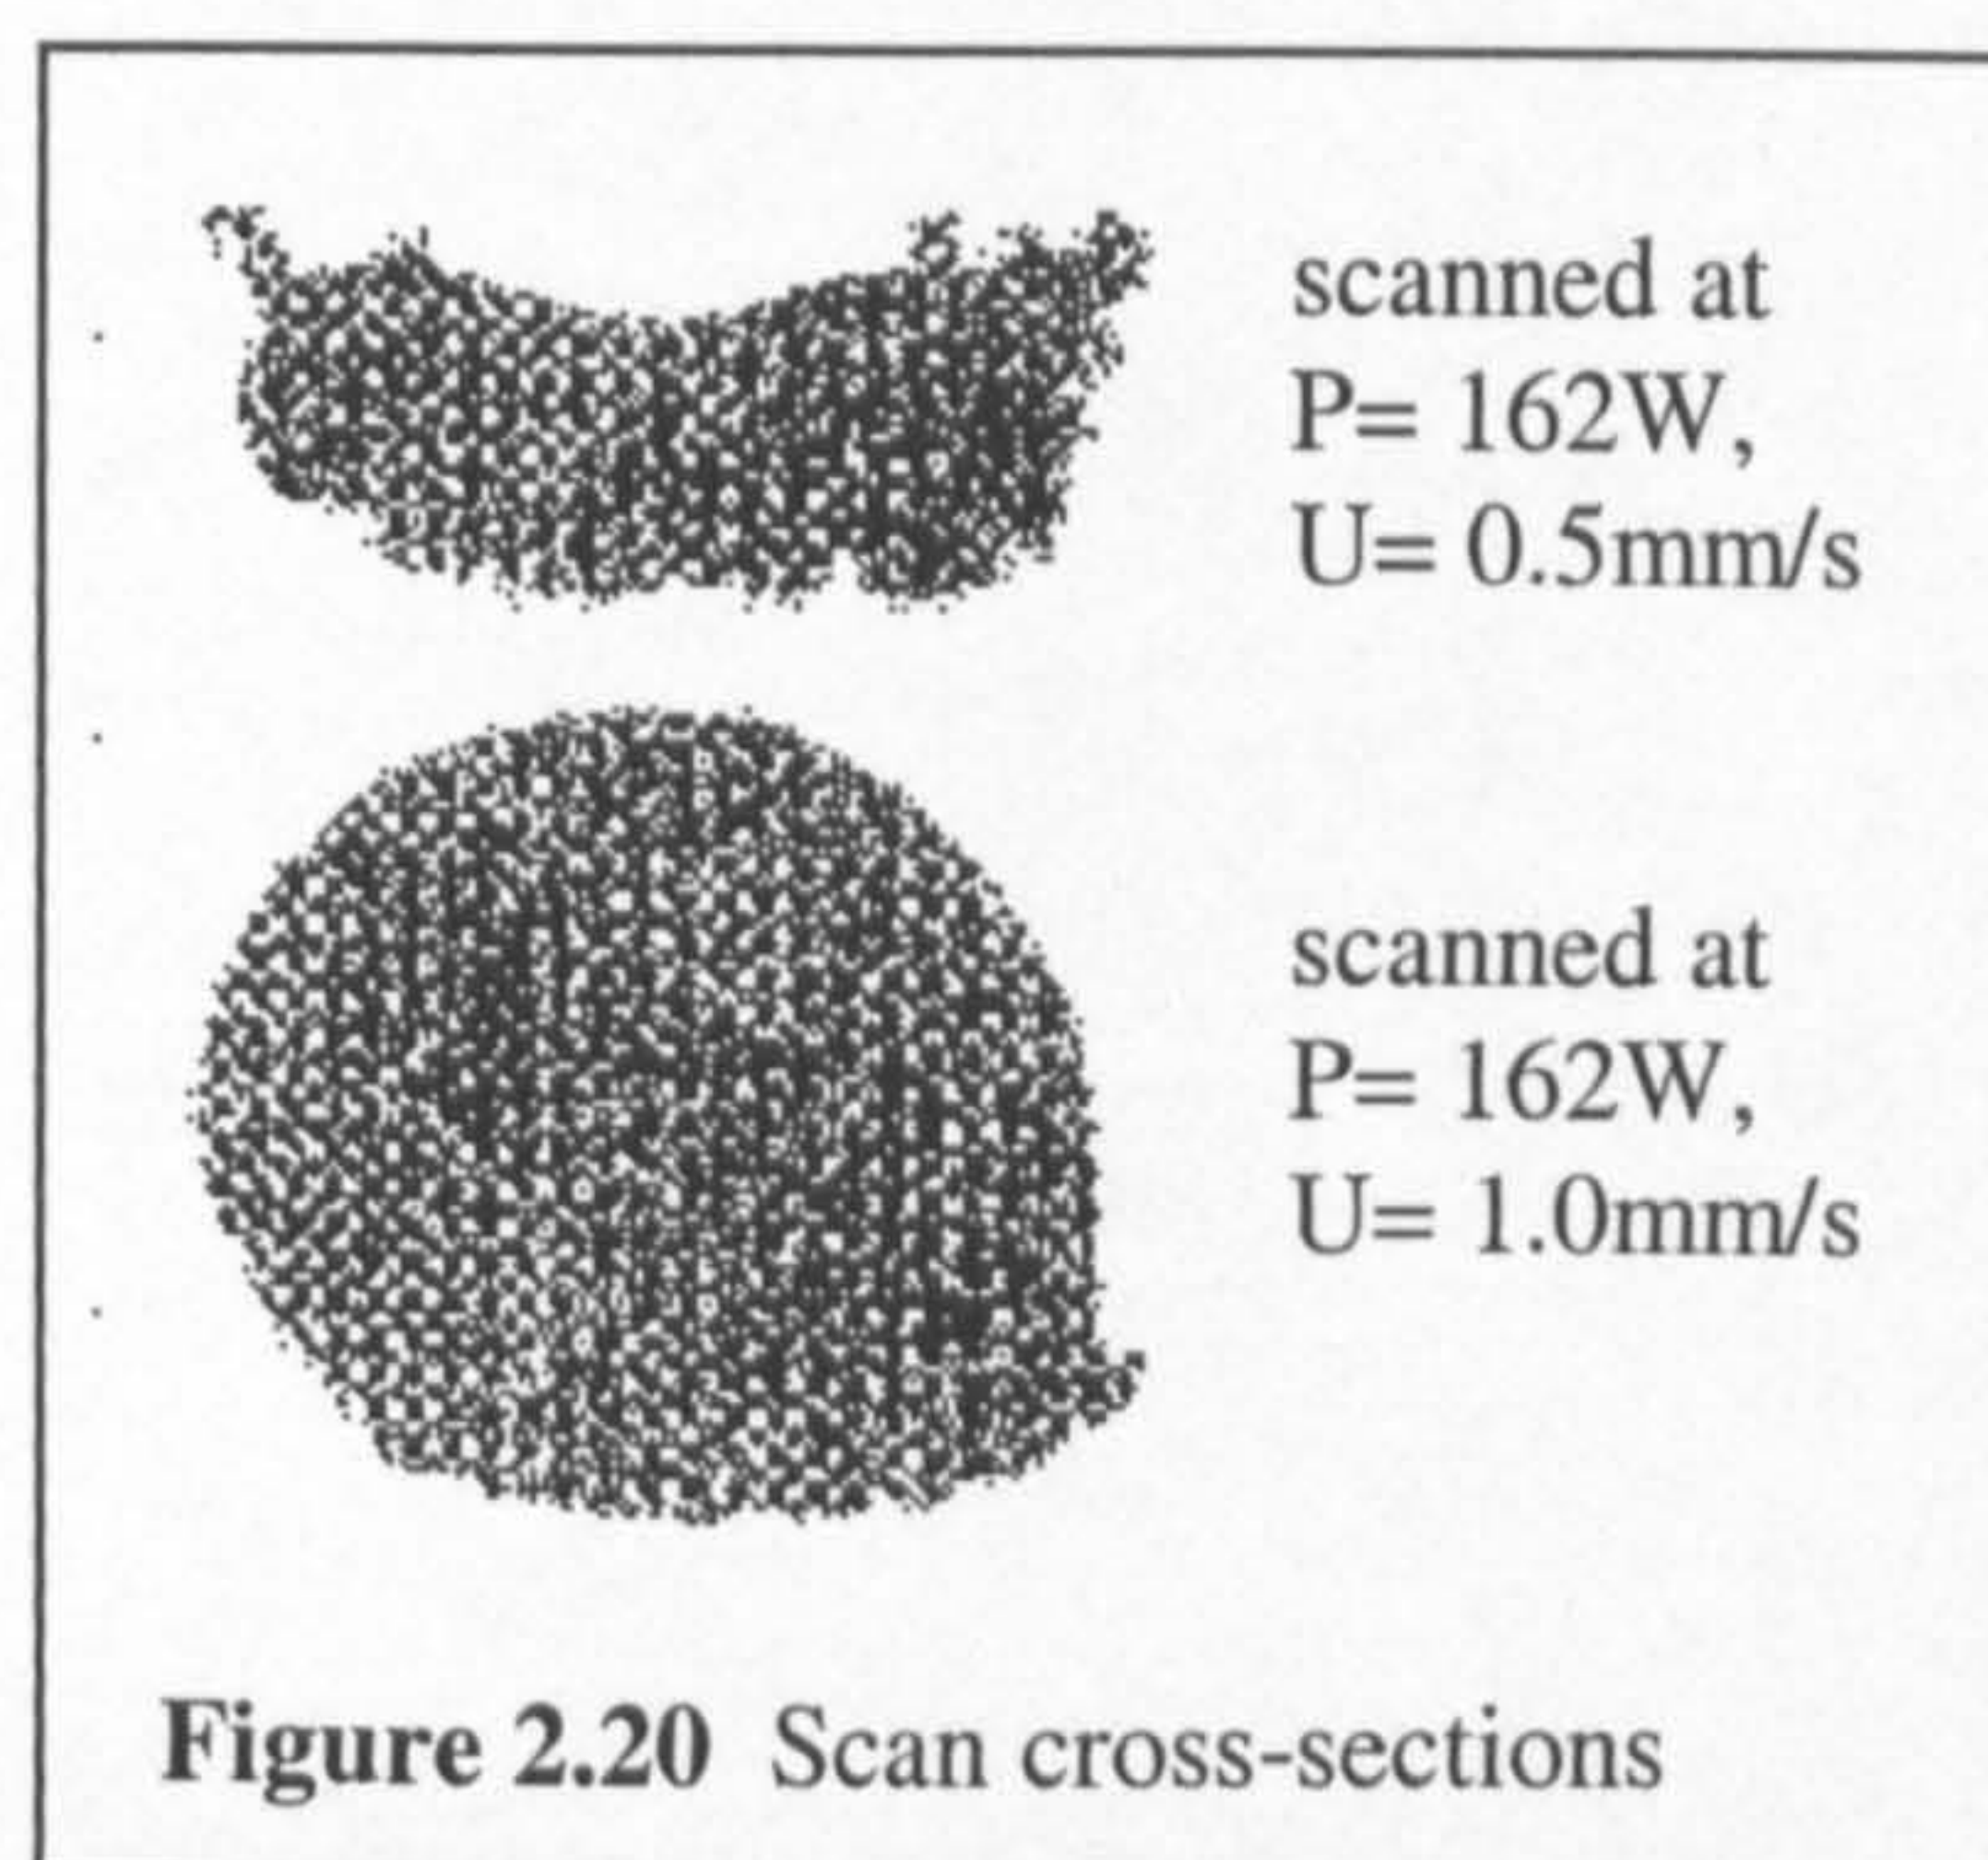 scanned at
P= 162W,
U= 0.5mm/s
scanned at
P= 162W,
U= 1.0mm/s
Figure 2.20 Scan cross-sections